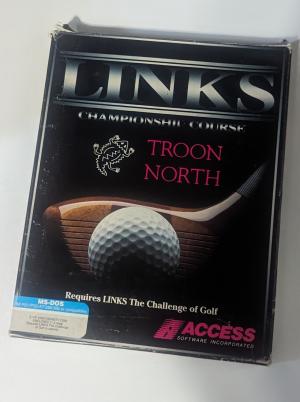 LINKS
CHAMPIONSHIP COURSE
TROON
NORTH
Requires LINKS The Challenge of Golf
MS-DOS
ACCESS
SOFTWARE INCORPORATED